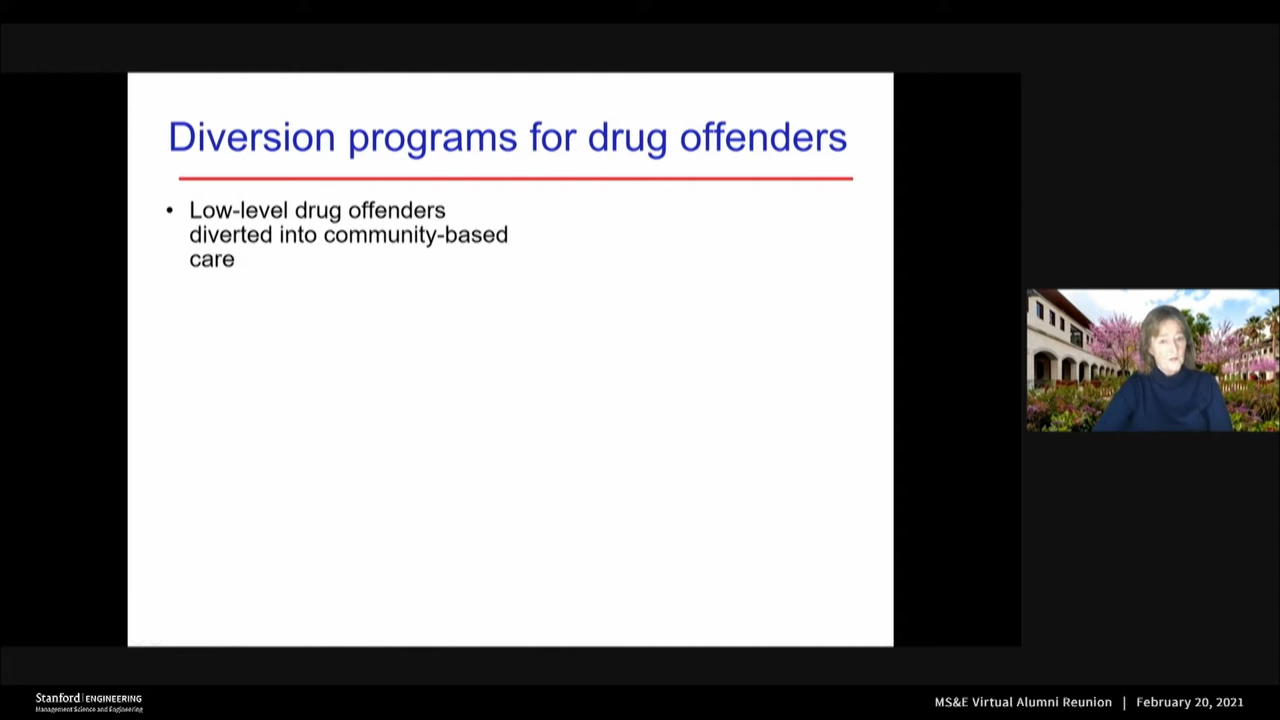 Diversion programs for drug offenders
• Low-level drug offenders
diverted into community-based
care
Stanford | ENGINEERING
Management Science and Engineering
MS&E Virtual Alumni Reunion | February 20, 2021